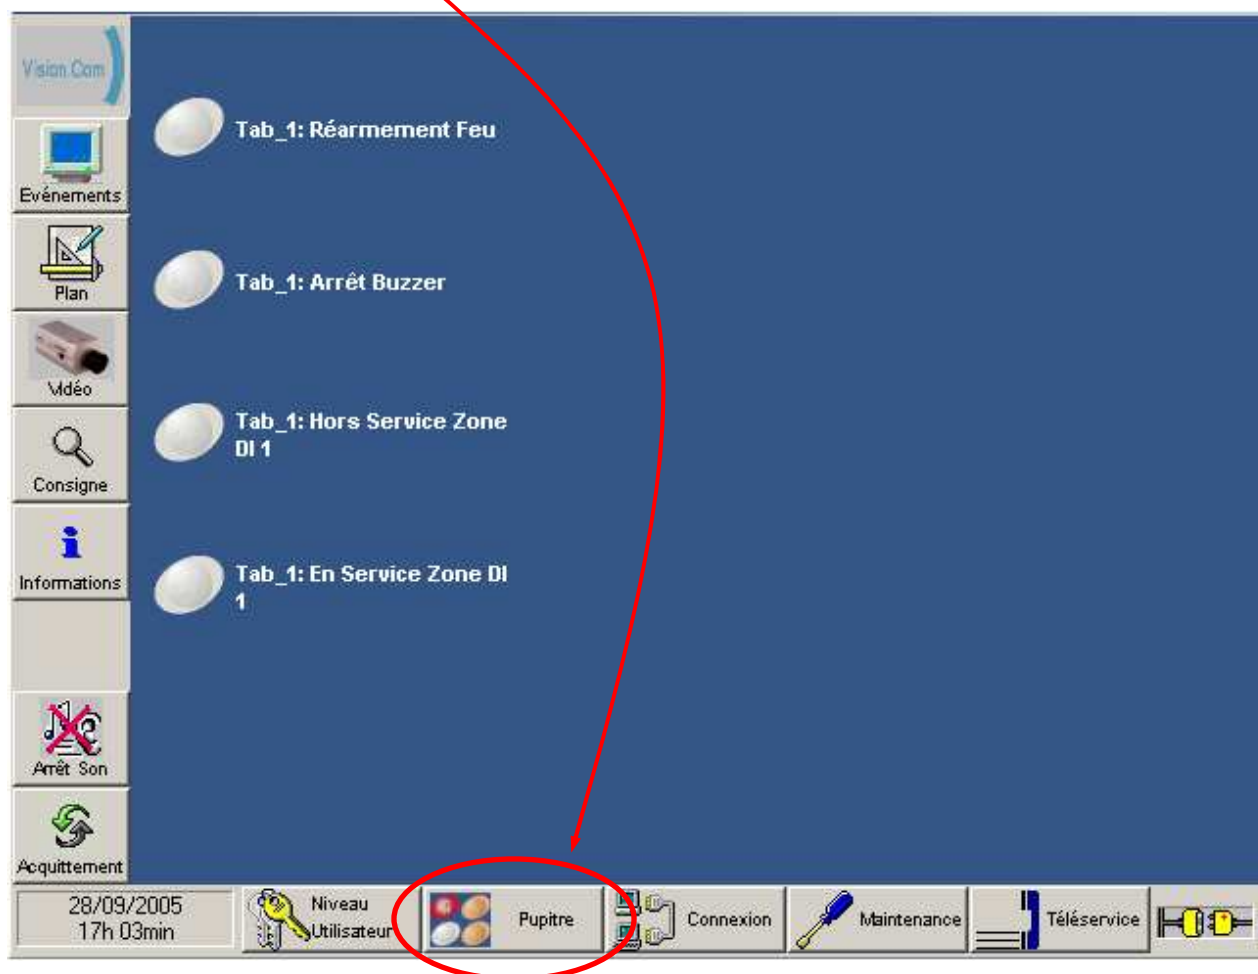 Vision Com
Tab_1: Réarmement Feu
Evénements
Plan
Tab_1: Arrêt Buzzer
Vidéo
Tab_1: Hors Service Zone
DI 1
Consigne
Informations
Tab_1: En Service Zone DI
1
Arrêt Son
Acquittement
28/09/2005
17h 03min
Niveau
Utilisateur
Pupitre
Connexion
Maintenance
Téléservice